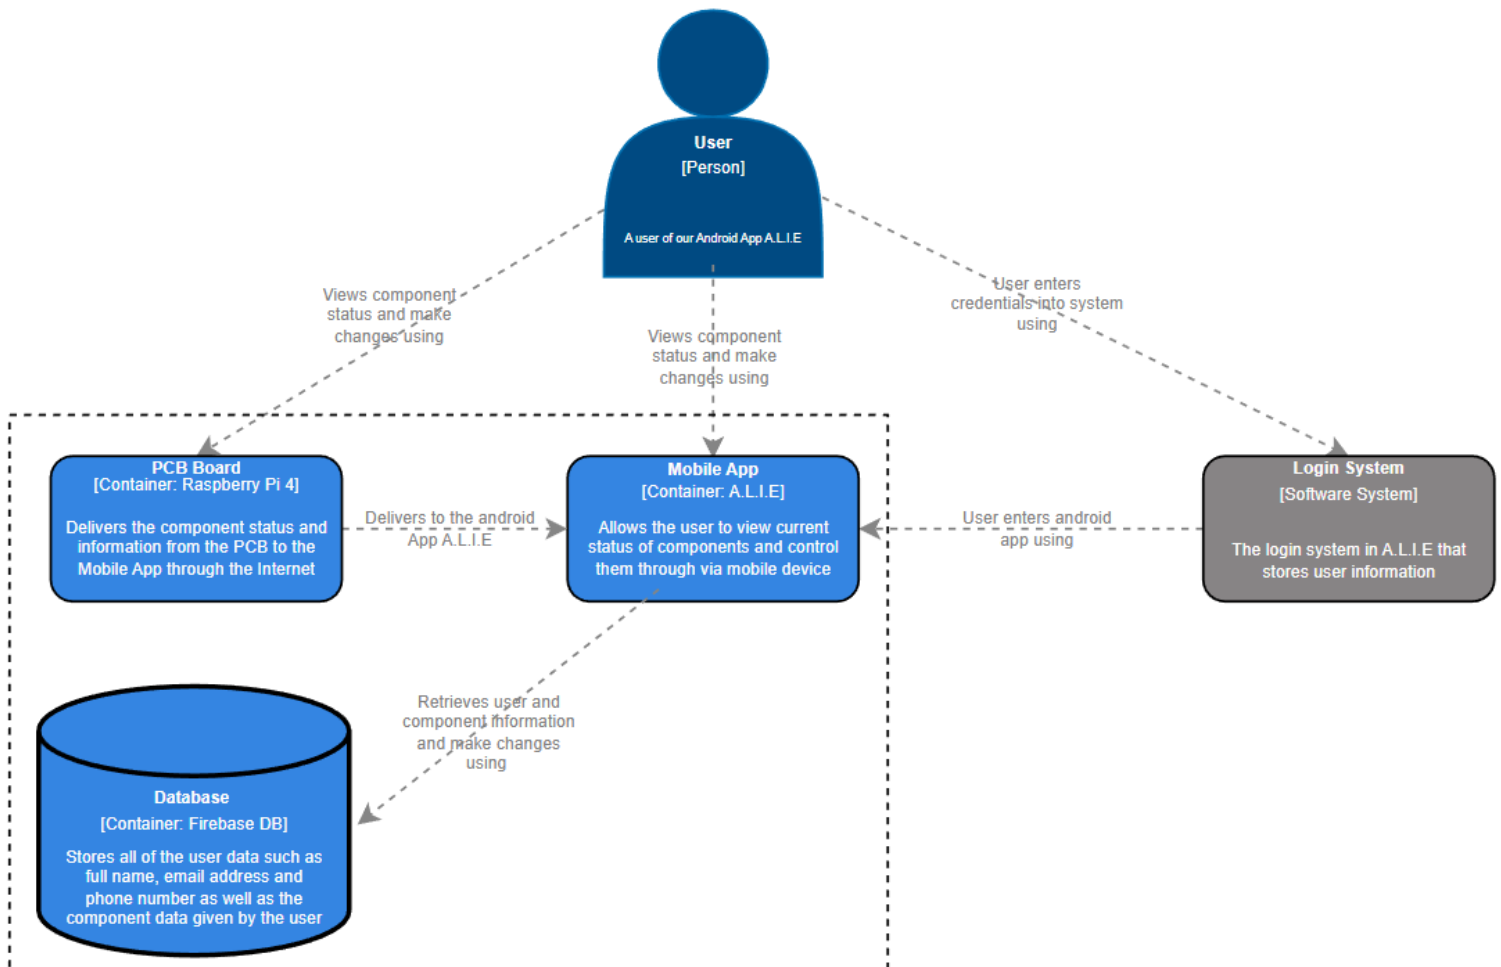 User
[Person]
A user of our Android App A.L.I.E
Views component
status and make
changes using
Views component
status and make
changes using
User enters
credentials into system
using
PCB Board
[Container: Raspberry Pi 4]
Delivers the component status and
information from the PCB to the
Mobile App through the Internet
Delivers to the android
App A.L.I.E
Mobile App
[Container: A.L.I.E]
Allows the user to view current
status of components and control
them through via mobile device
User enters android
app using
Login System
[Software System]
The login system in A.L.I.E that
stores user information
Retrieves user and
component information
and make changes
using
Database
[Container: Firebase DB]
Stores all of the user data such as
full name, email address and
phone number as well as the
component data given by the user